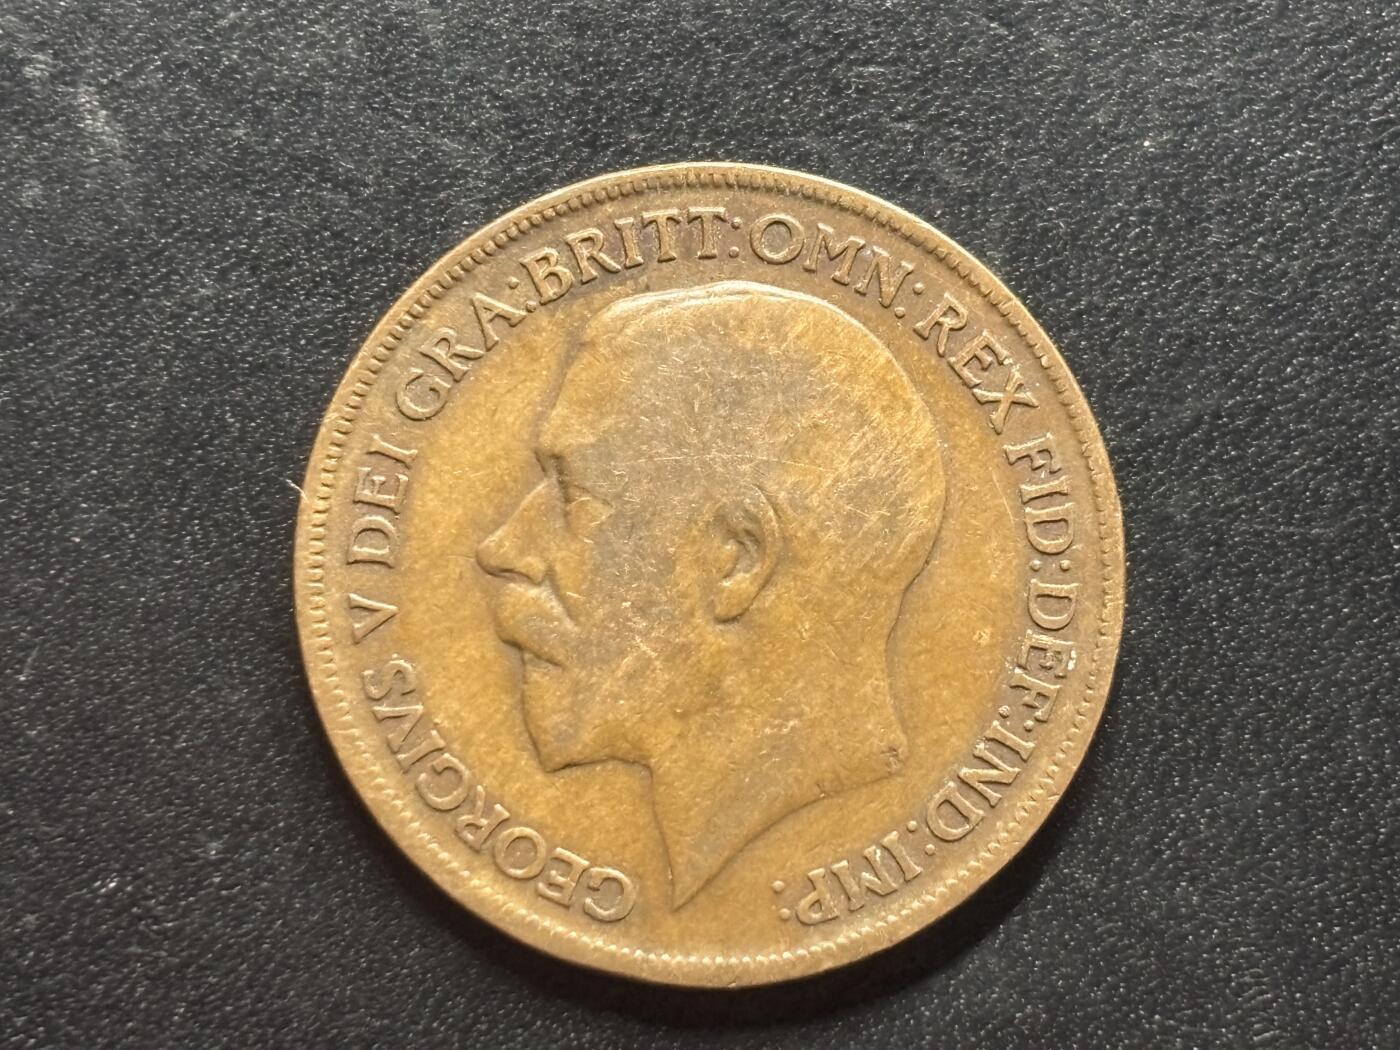 GEORGIVS V DEI GRA:BRITT:OMN:REX FID:DEF:IND:IMP: